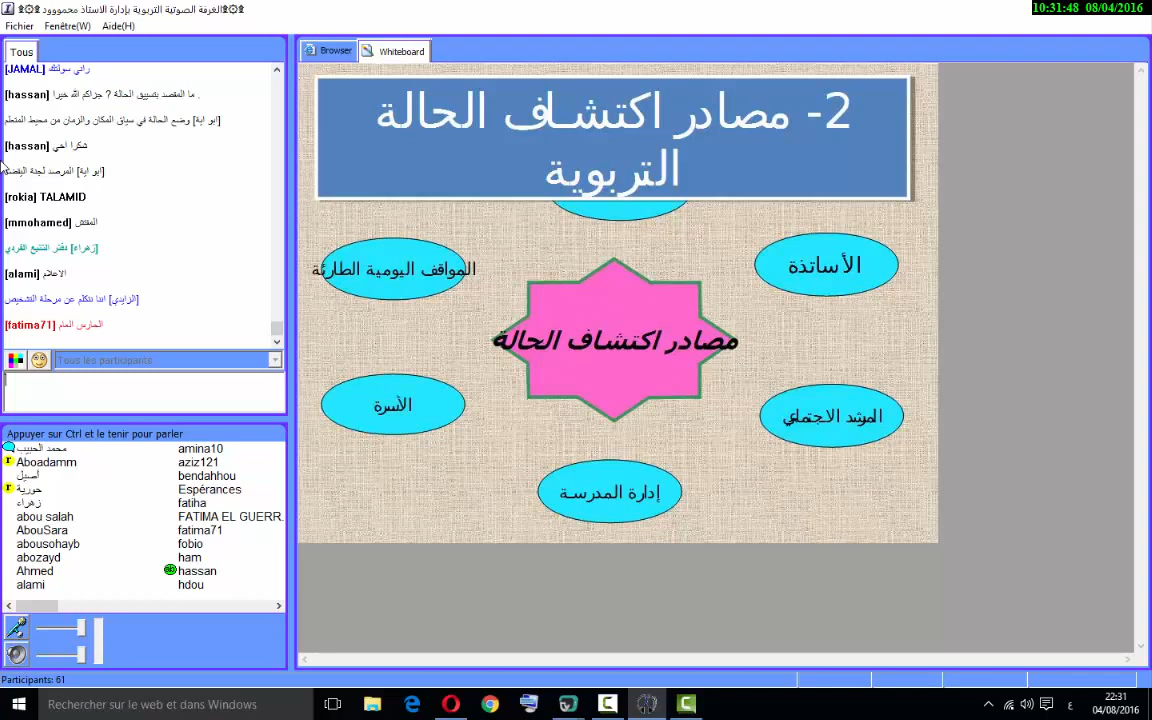 الغرفة الصوتية التربوية بإدارة الاستاذ محمووود
10:31:48 08/04/2016
Fichier Fenêtre(W) Aide(H)
Tous
[JAMAL] راني سولتك
[hassan] ما المقصد بتسييق الحالة ? جزاكم الله خيرا .
[ابو اية] وضع الحالة في سياق المكان والزمان من محيط المتعلم
[hassan] شكرا اخي
[ابو اية] المرصد لجنة اليقضة
[rokia] TALAMID
[mmohamed] المفتش
[زهراء] دفتر التتبع الفردي
[alami] الاعلام
[الزايدي] اننا نتكلم عن مرحلة التشخيص
[fatima71] الحارس العام
Tous les participants
Appuyer sur Ctrl et le tenir pour parler
محمد الحبيب amina10
Aboadamm aziz121
أصيل bendahhou
حورية Espérances
زهراء fatiha
abou salah FATIMA EL GUERR.
AbouSara fatima71
abousohayb fobio
abozayd ham
Ahmed hassan
alami hdou
Participants: 61
Browser Whiteboard
2- مصادر اكتشاف الحالة
التربوية
المواقف اليومية الطارئة
الأساتذة
مصادر اكتشاف الحالة
الأسرة
المرشد الاجتماعي
إدارة المدرسة
Rechercher sur le web et dans Windows
22:31
04/08/2016